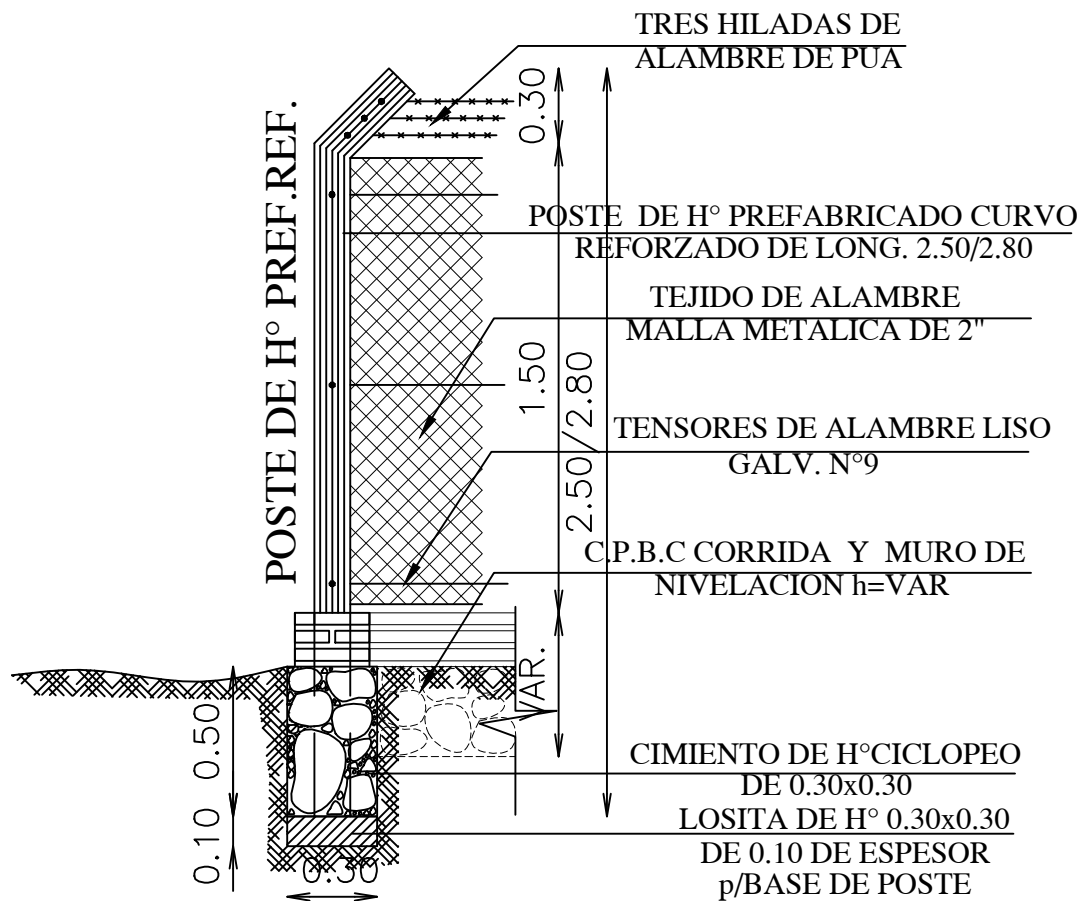 TRES HILADAS DE
ALAMBRE DE PUA
0.30
POSTE DE H° PREF.REF.
POSTE DE H° PREFABRICADO CURVO
REFORZADO DE LONG. 2.50/2.80
TEJIDO DE ALAMBRE
MALLA METALICA DE 2"
1.50
2.50/2.80
TENSORES DE ALAMBRE LISO
GALV. N°9
C.P.B.C CORRIDA Y MURO DE
NIVELACION h=VAR
VAR.
0.50
CIMIENTO DE H°CICLOPEO
DE 0.30x0.30
LOSITA DE H° 0.30x0.30
DE 0.10 DE ESPESOR
p/BASE DE POSTE
0.10
0.30